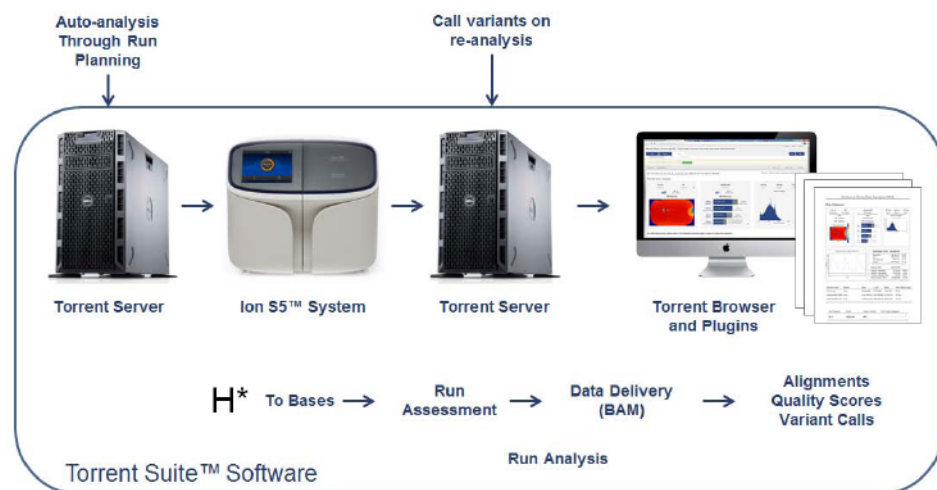 Auto-analysis
Through Run
Planning
Call variants on
re-analysis
Torrent Server
Ion S5™ System
Torrent Server
Torrent Browser
and Plugins
H* To Bases
Run
Assessment
Data Delivery
(BAM)
Alignments
Quality Scores
Variant Calls
Run Analysis
Torrent Suite™ Software